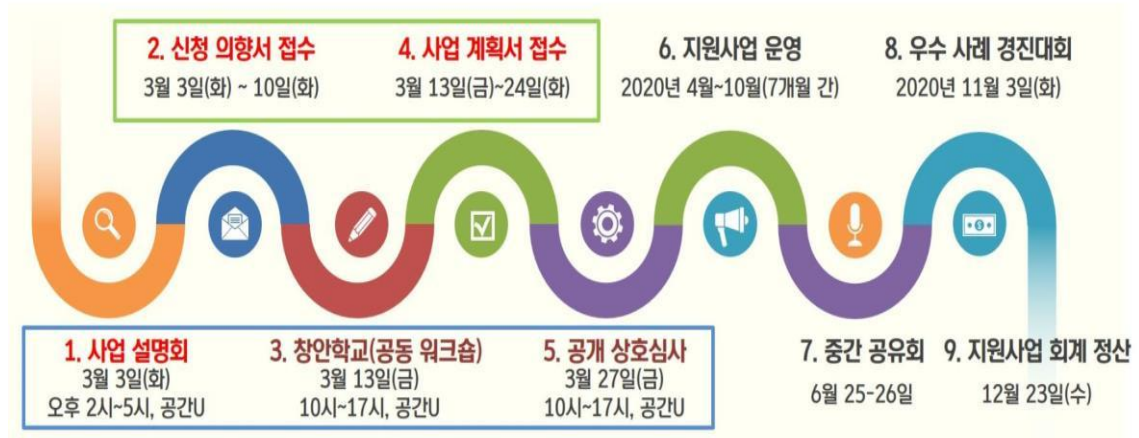 2. 신청 의향서 접수
3월 3일(화) ~ 10일(화)
4. 사업 계획서 접수
3월 13일(금)~24일(화)
6. 지원사업 운영
2020년 4월~10월(7개월 간)
8. 우수 사례 경진대회
2020년 11월 3일(화)
1. 사업 설명회
3월 3일(화)
오후 2시~5시, 공간U
3. 창안학교(공동 워크숍)
3월 13일(금)
10시~17시, 공간U
5. 공개 상호심사
3월 27일(금)
10시~17시, 공간U
7. 중간 공유회
6월 25-26일
9. 지원사업 회계 정산
12월 23일(수)